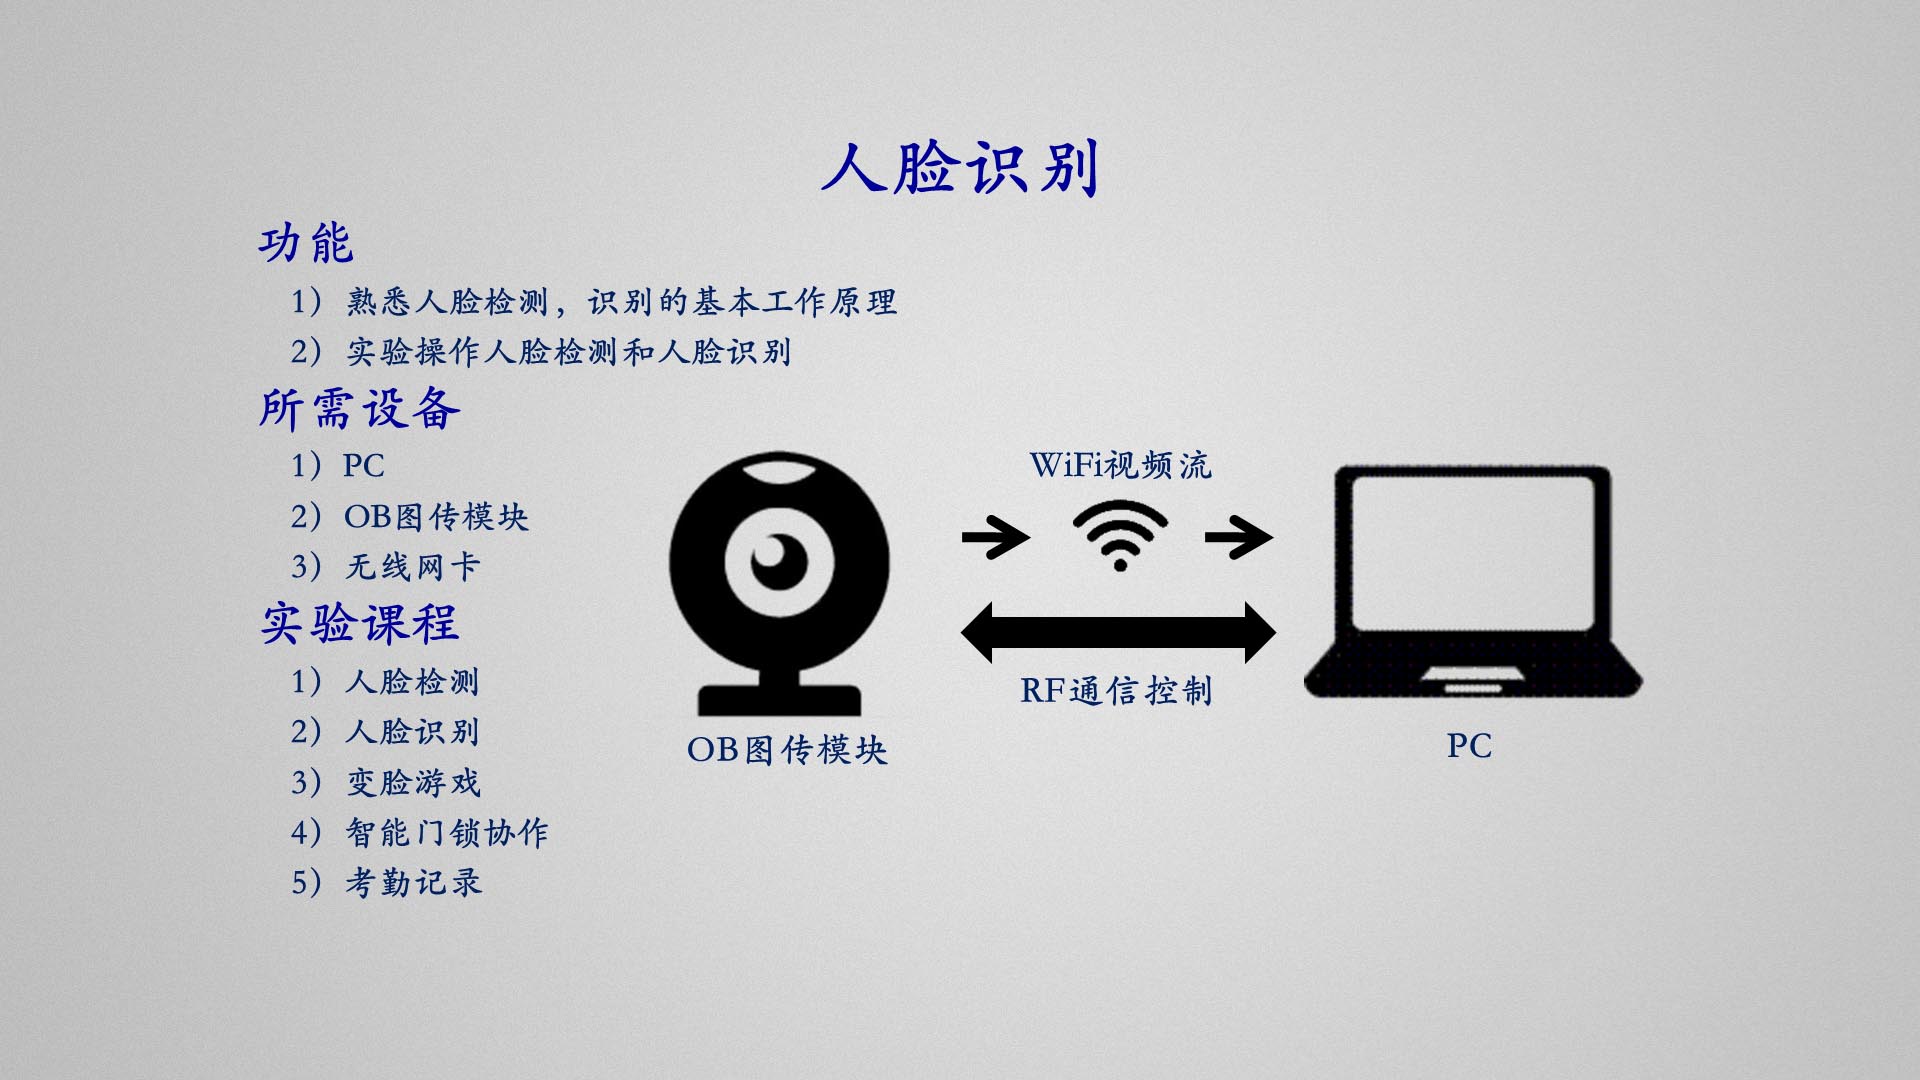 人脸识别
功能
1) 熟悉人脸检测，识别的基本工作原理
2) 实验操作人脸检测和人脸识别
所需设备
1) PC
2) OB图传模块
3) 无线网卡
实验课程
1) 人脸检测
2) 人脸识别
3) 变脸游戏
4) 智能门锁协作
5) 考勤记录
WiFi视频流
RF通信控制
OB图传模块
PC